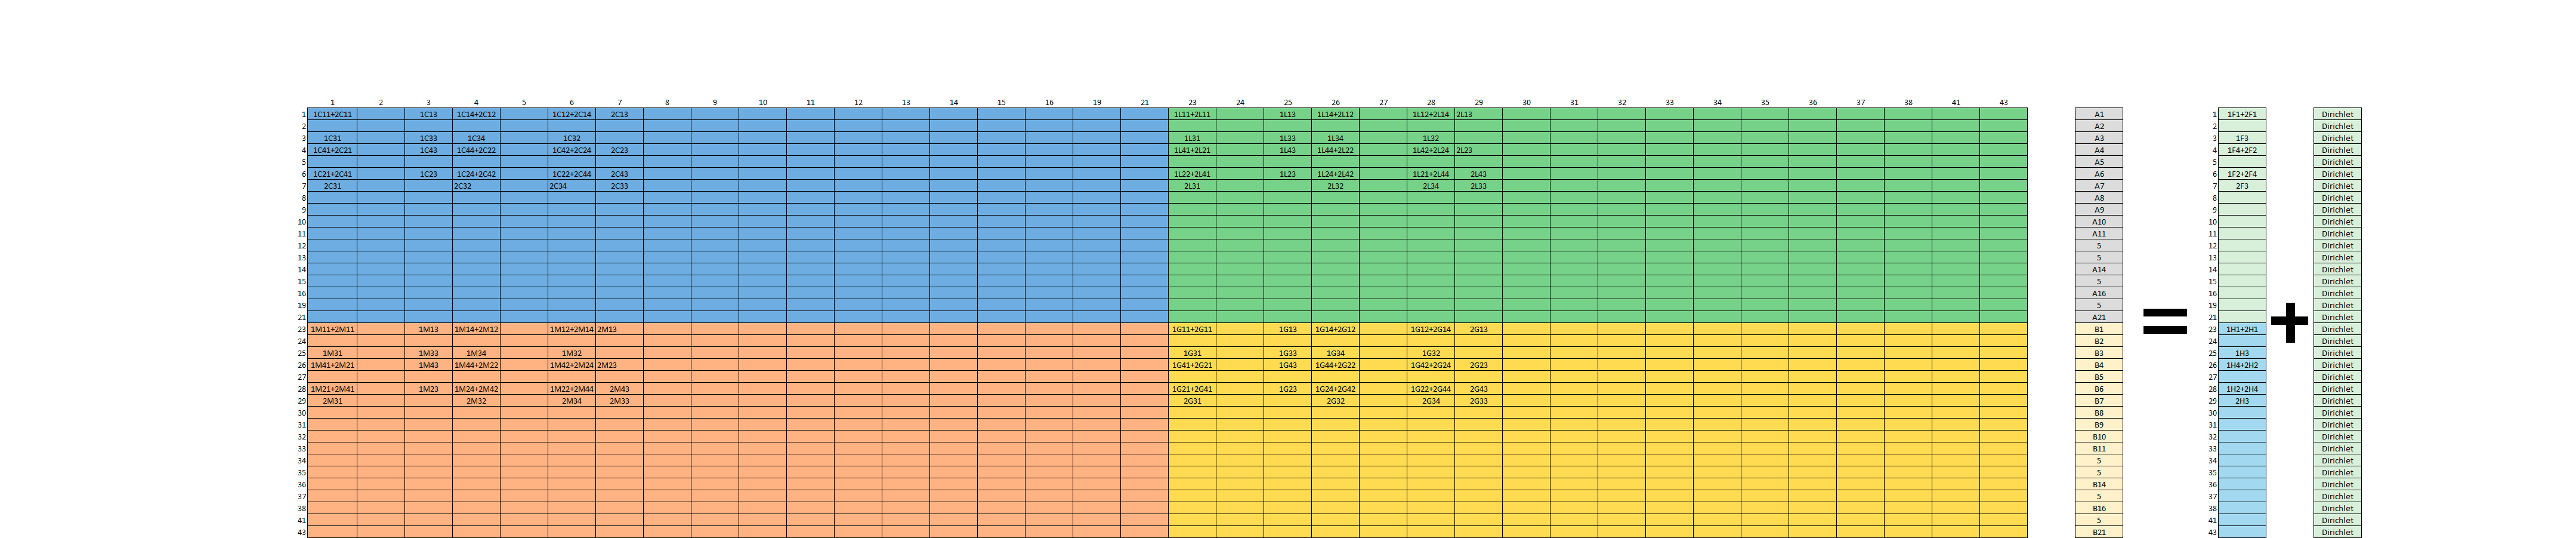 1 2 3 4 5 6 7 8 9 10 11 12 13 14 15 16 19 21 23 24 25 26 27 28 29 30 31 32 33 34 35 36 37 38 41 43
1 1C11+2C11 1C13 1C14+2C12 1C12+2C14 2C13 1L11+2L11 1L13 1L14+2L12 1L12+2L14 2L13 A1 1 1F1+2F1 Dirichlet
2 A2 2 Dirichlet
3 1C31 1C33 1C34 1C32 1L31 1L33 1L34 1L32 A3 3 1F3 Dirichlet
4 1C41+2C21 1C43 1C44+2C22 1C42+2C24 2C23 1L41+2L21 1L43 1L44+2L22 1L42+2L24 2L23 A4 4 1F4+2F2 Dirichlet
5 A5 5 Dirichlet
6 1C21+2C41 1C23 1C24+2C42 1C22+2C44 2C43 1L22+2L41 1L23 1L24+2L42 1L21+2L44 2L43 A6 6 1F2+2F4 Dirichlet
7 2C31 2C32 2C34 2C33 2L31 2L32 2L34 2L33 A7 7 2F3 Dirichlet
8 A8 8 Dirichlet
9 A9 9 Dirichlet
10 A10 10 Dirichlet
11 A11 11 Dirichlet
12 5 12 Dirichlet
13 5 13 Dirichlet
14 A14 14 Dirichlet
15 5 15 Dirichlet
16 A16 16 Dirichlet
19 5 19 Dirichlet
21 A21 = 21 + Dirichlet
23 1M11+2M11 1M13 1M14+2M12 1M12+2M14 2M13 1G11+2G11 1G13 1G14+2G12 1G12+2G14 2G13 B1 23 1H1+2H1 Dirichlet
24 B2 24 Dirichlet
25 1M31 1M33 1M34 1M32 1G31 1G33 1G34 1G32 B3 25 1H3 Dirichlet
26 1M41+2M21 1M43 1M44+2M22 1M42+2M24 2M23 1G41+2G21 1G43 1G44+2G22 1G42+2G24 2G23 B4 26 1H4+2H2 Dirichlet
27 B5 27 Dirichlet
28 1M21+2M41 1M23 1M24+2M42 1M22+2M44 2M43 1G21+2G41 1G23 1G24+2G42 1G22+2G44 2G43 B6 28 1H2+2H4 Dirichlet
29 2M31 2M32 2M34 2M33 2G31 2G32 2G34 2G33 B7 29 2H3 Dirichlet
30 B8 30 Dirichlet
31 B9 31 Dirichlet
32 B10 32 Dirichlet
33 B11 33 Dirichlet
34 5 34 Dirichlet
35 5 35 Dirichlet
36 B14 36 Dirichlet
37 5 37 Dirichlet
38 B16 38 Dirichlet
41 5 41 Dirichlet
43 B21 43 Dirichlet